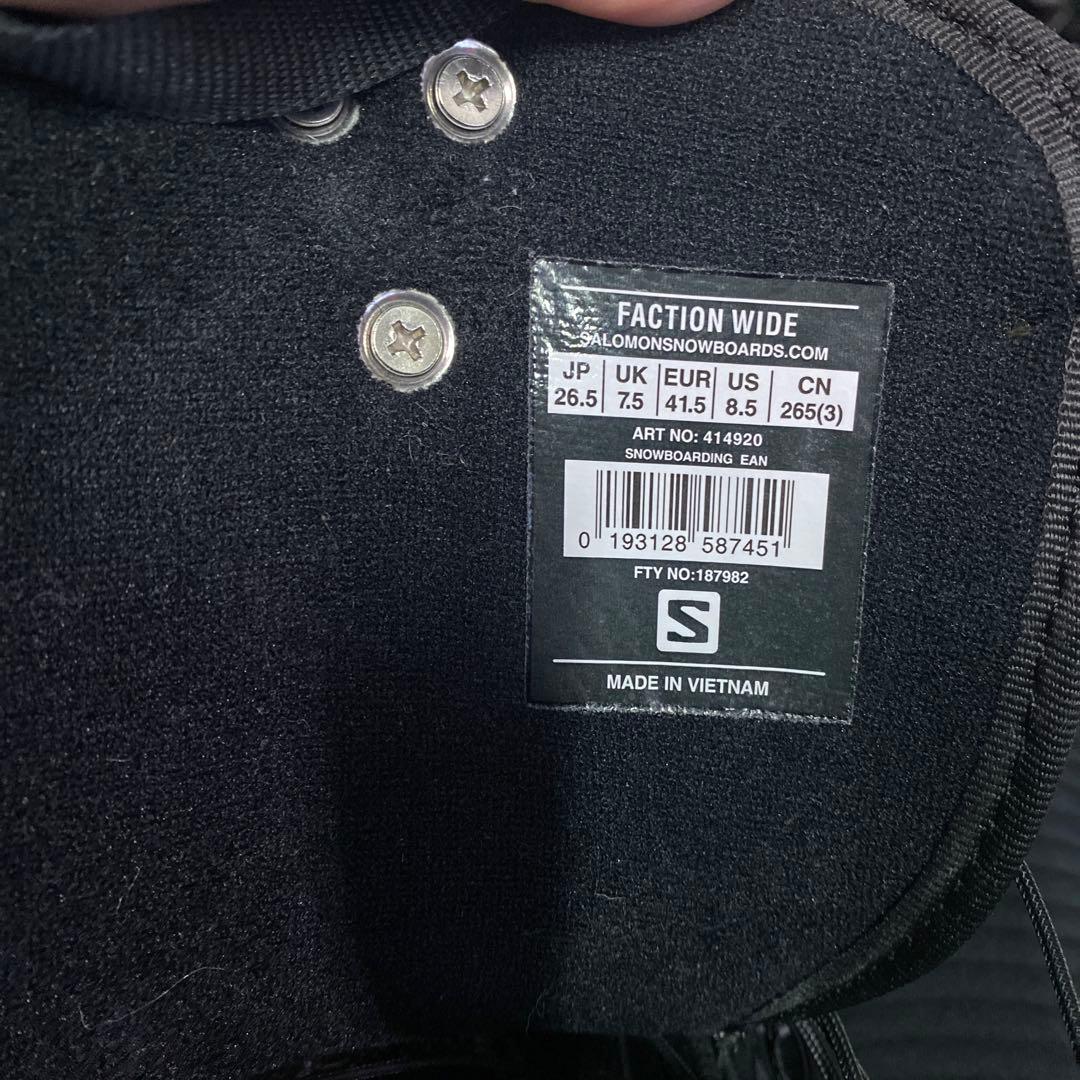 FACTION WIDE
SALOMONSNOWBOARDS.COM
JP UK EUR US CN
26.5 7.5 41.5 8.5 265(3)
ART NO: 414920
SNOWBOARDING EAN
0 193128 587451
FTY NO:187982
S
MADE IN VIETNAM